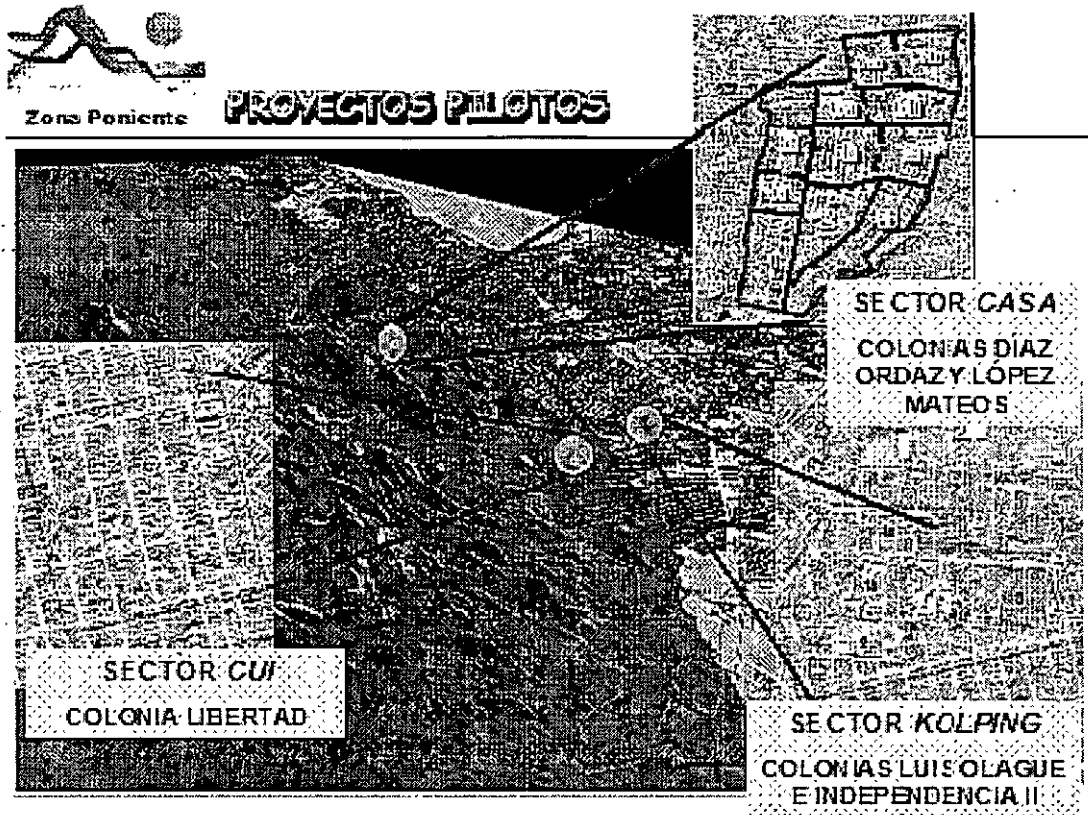 Zona Poniente
PROYECTOS PILOTOS
SECTOR CASA
COLONIAS DÍAZ
ORDAZ Y LÓPEZ
MATEOS
SECTOR CUI
COLONIA LIBERTAD
SECTOR KOLPING
COLONIAS LUIS OLAGUE
E INDEPENDENCIA II